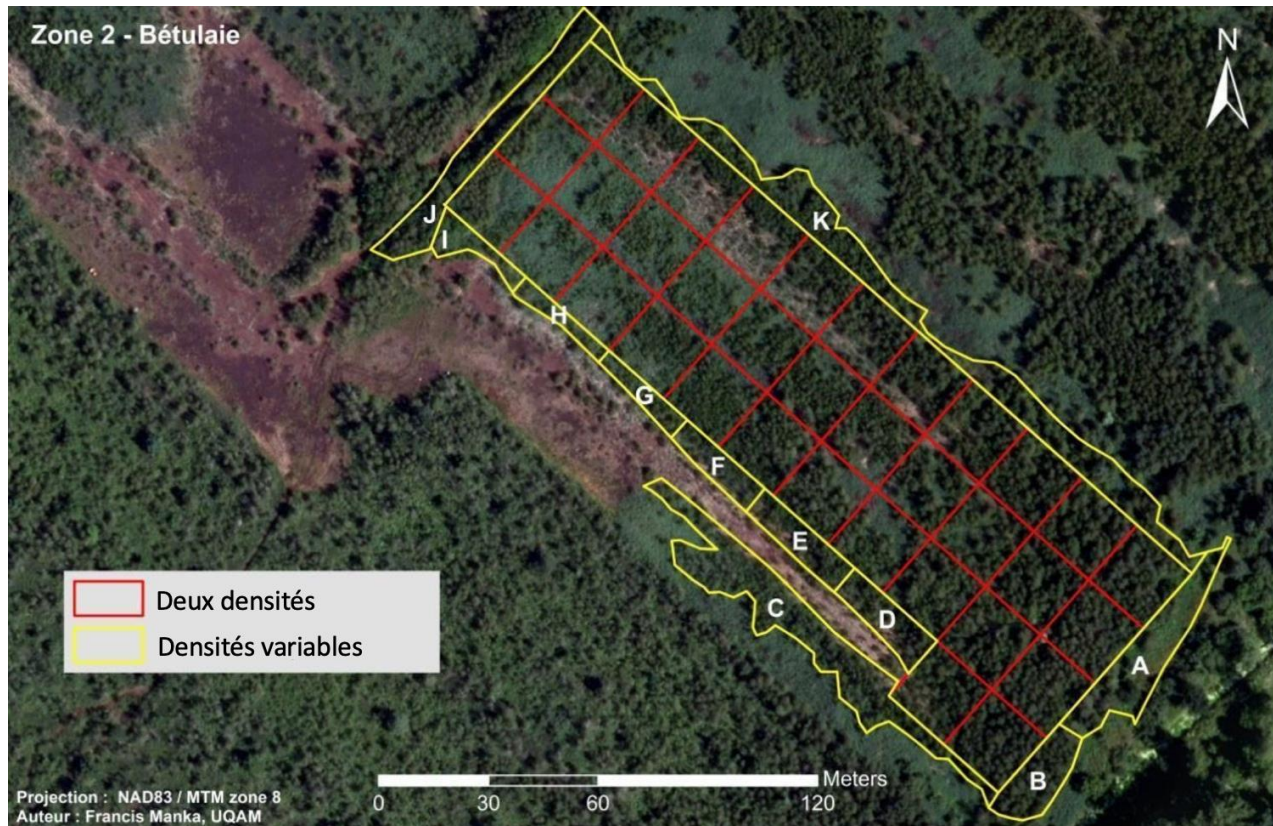 Zone 2 - Bétulaie
N
K
J
I
H
G
F
E
C
D
A
B
Deux densités
Densités variables
Meters
0 30 60 120
Projection : NAD83 / MTM zone 8
Auteur : Francis Manka, UQAM